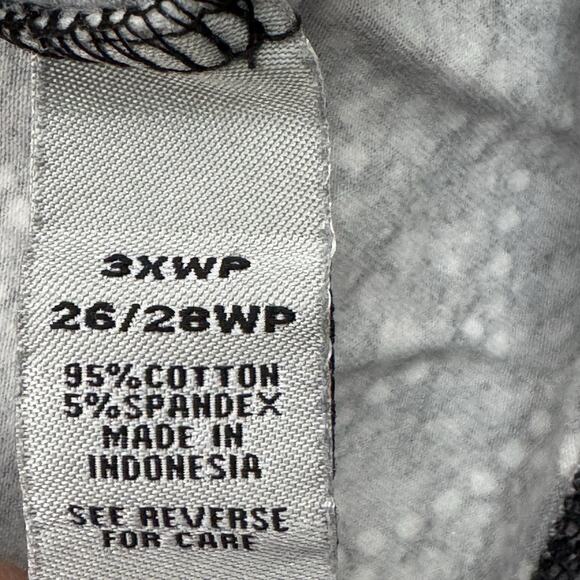 3XWP
26/28WP
95%COTTON
5%SPANDEX
MADE IN
INDONESIA
SEE REVERSE
FOR CARE